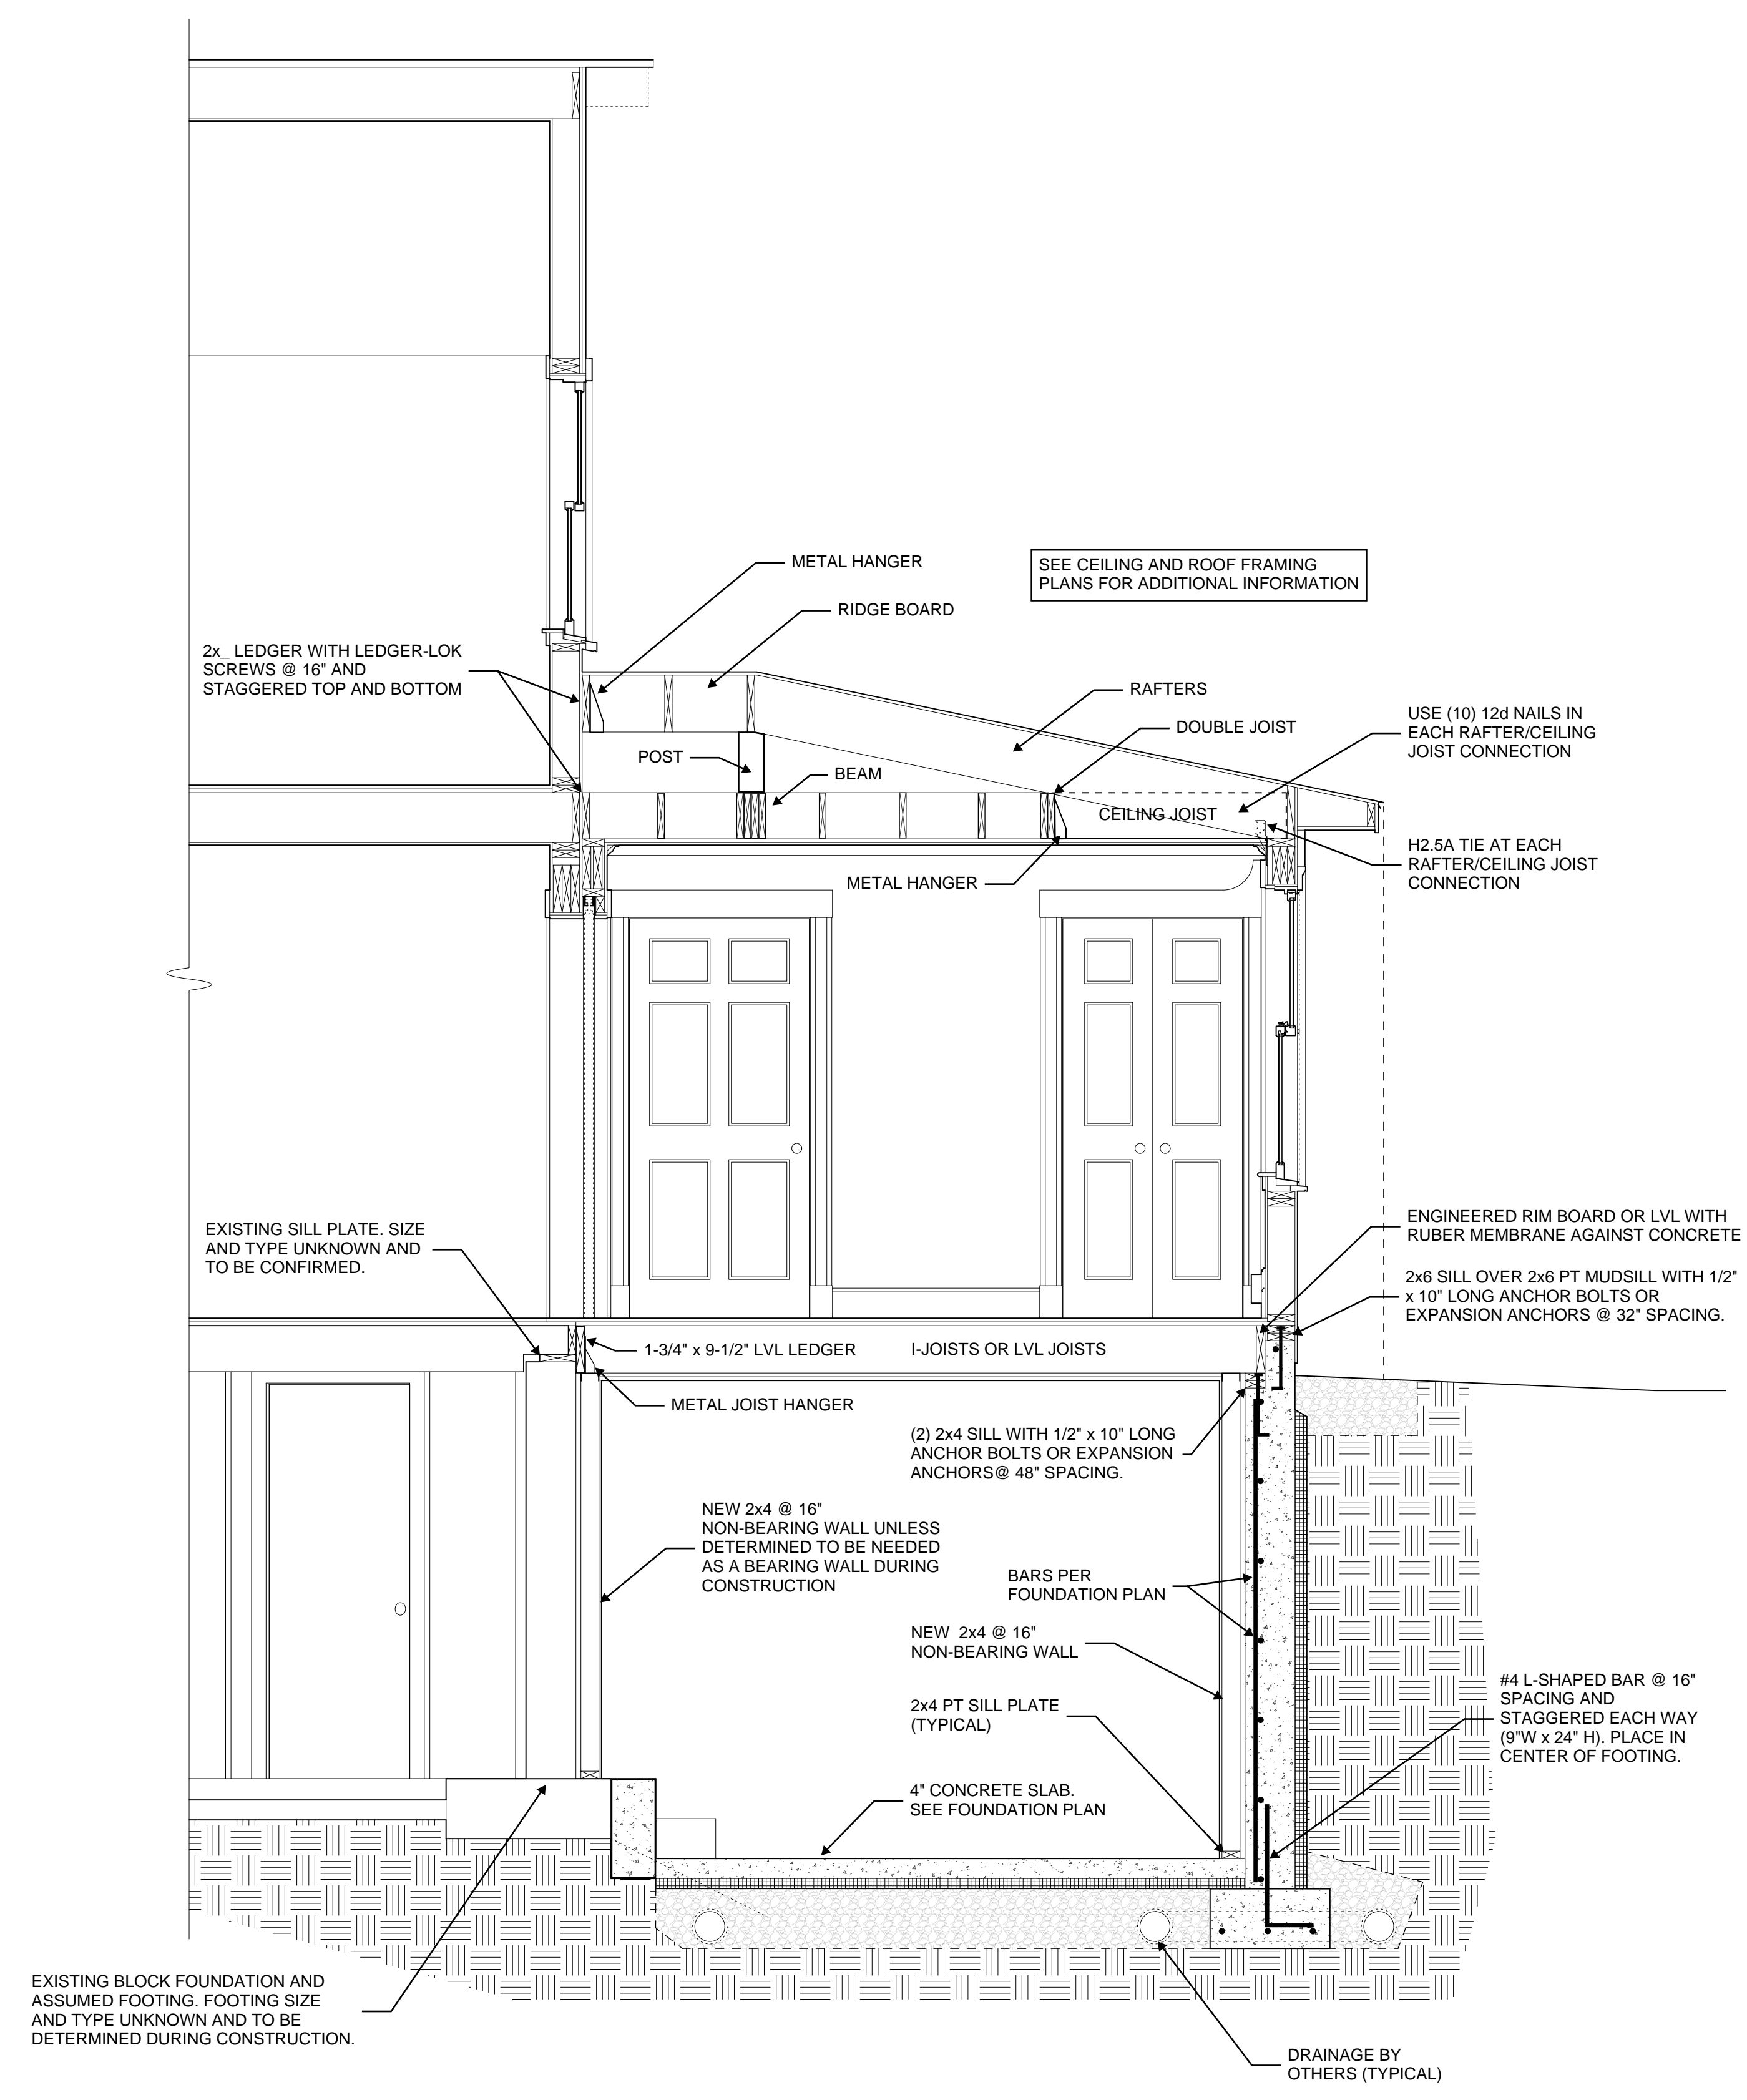 METAL HANGER
SEE CEILING AND ROOF FRAMING
PLANS FOR ADDITIONAL INFORMATION
RIDGE BOARD
2x_ LEDGER WITH LEDGER-LOK
SCREWS @ 16" AND
STAGGERED TOP AND BOTTOM
RAFTERS
DOUBLE JOIST
USE (10) 12d NAILS IN
EACH RAFTER/CEILING
JOIST CONNECTION
POST
BEAM
CEILING JOIST
H2.5A TIE AT EACH
RAFTER/CEILING JOIST
CONNECTION
METAL HANGER
EXISTING SILL PLATE. SIZE
AND TYPE UNKNOWN AND
TO BE CONFIRMED.
ENGINEERED RIM BOARD OR LVL WITH
RUBER MEMBRANE AGAINST CONCRETE
2x6 SILL OVER 2x6 PT MUDSILL WITH 1/2"
x 10" LONG ANCHOR BOLTS OR
EXPANSION ANCHORS @ 32" SPACING.
1-3/4" x 9-1/2" LVL LEDGER
I-JOISTS OR LVL JOISTS
METAL JOIST HANGER
(2) 2x4 SILL WITH 1/2" x 10" LONG
ANCHOR BOLTS OR EXPANSION
ANCHORS@ 48" SPACING.
NEW 2x4 @ 16"
NON-BEARING WALL UNLESS
DETERMINED TO BE NEEDED
AS A BEARING WALL DURING
CONSTRUCTION
BARS PER
FOUNDATION PLAN
NEW 2x4 @ 16"
NON-BEARING WALL
2x4 PT SILL PLATE
(TYPICAL)
#4 L-SHAPED BAR @ 16"
SPACING AND
STAGGERED EACH WAY
(9"W x 24" H). PLACE IN
CENTER OF FOOTING.
4" CONCRETE SLAB.
SEE FOUNDATION PLAN
EXISTING BLOCK FOUNDATION AND
ASSUMED FOOTING. FOOTING SIZE
AND TYPE UNKNOWN AND TO BE
DETERMINED DURING CONSTRUCTION.
DRAINAGE BY
OTHERS (TYPICAL)